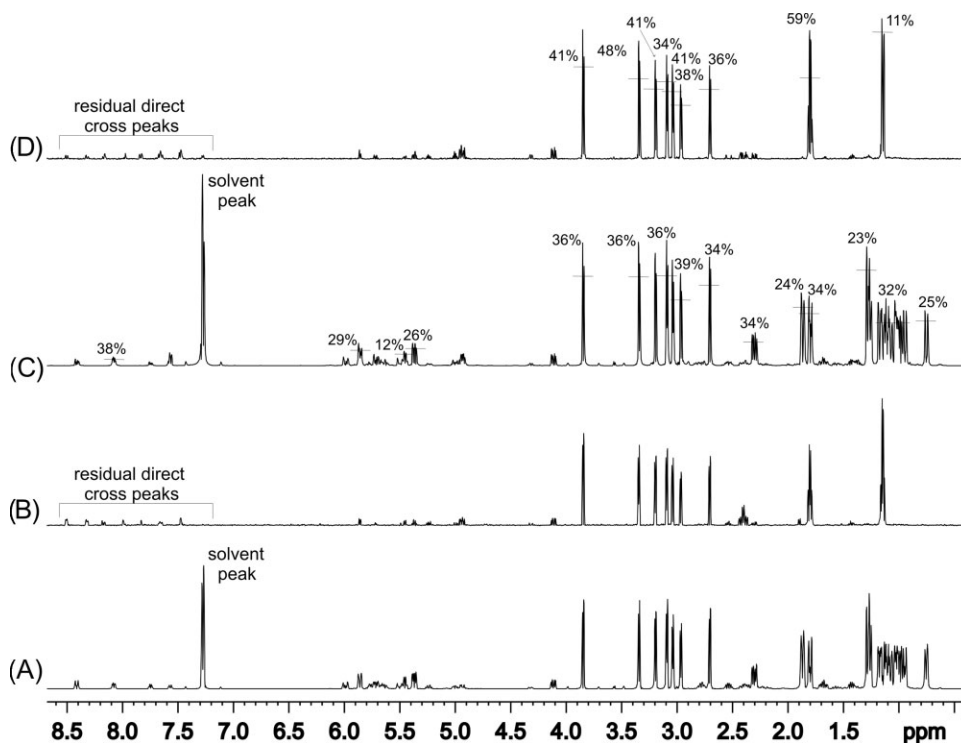 41%
59%
11%
48%
34%
41%
36%
41%
38%
residual direct
cross peaks
(D)
solvent
peak
36%
36%
36%
34%
23%
39%
24%
34%
32%
38%
29%
12%
26%
34%
25%
(C)
residual direct
cross peaks
(B)
solvent
peak
(A)
8.5 8.0 7.5 7.0 6.5 6.0 5.5 5.0 4.5 4.0 3.5 3.0 2.5 2.0 1.5 ppm